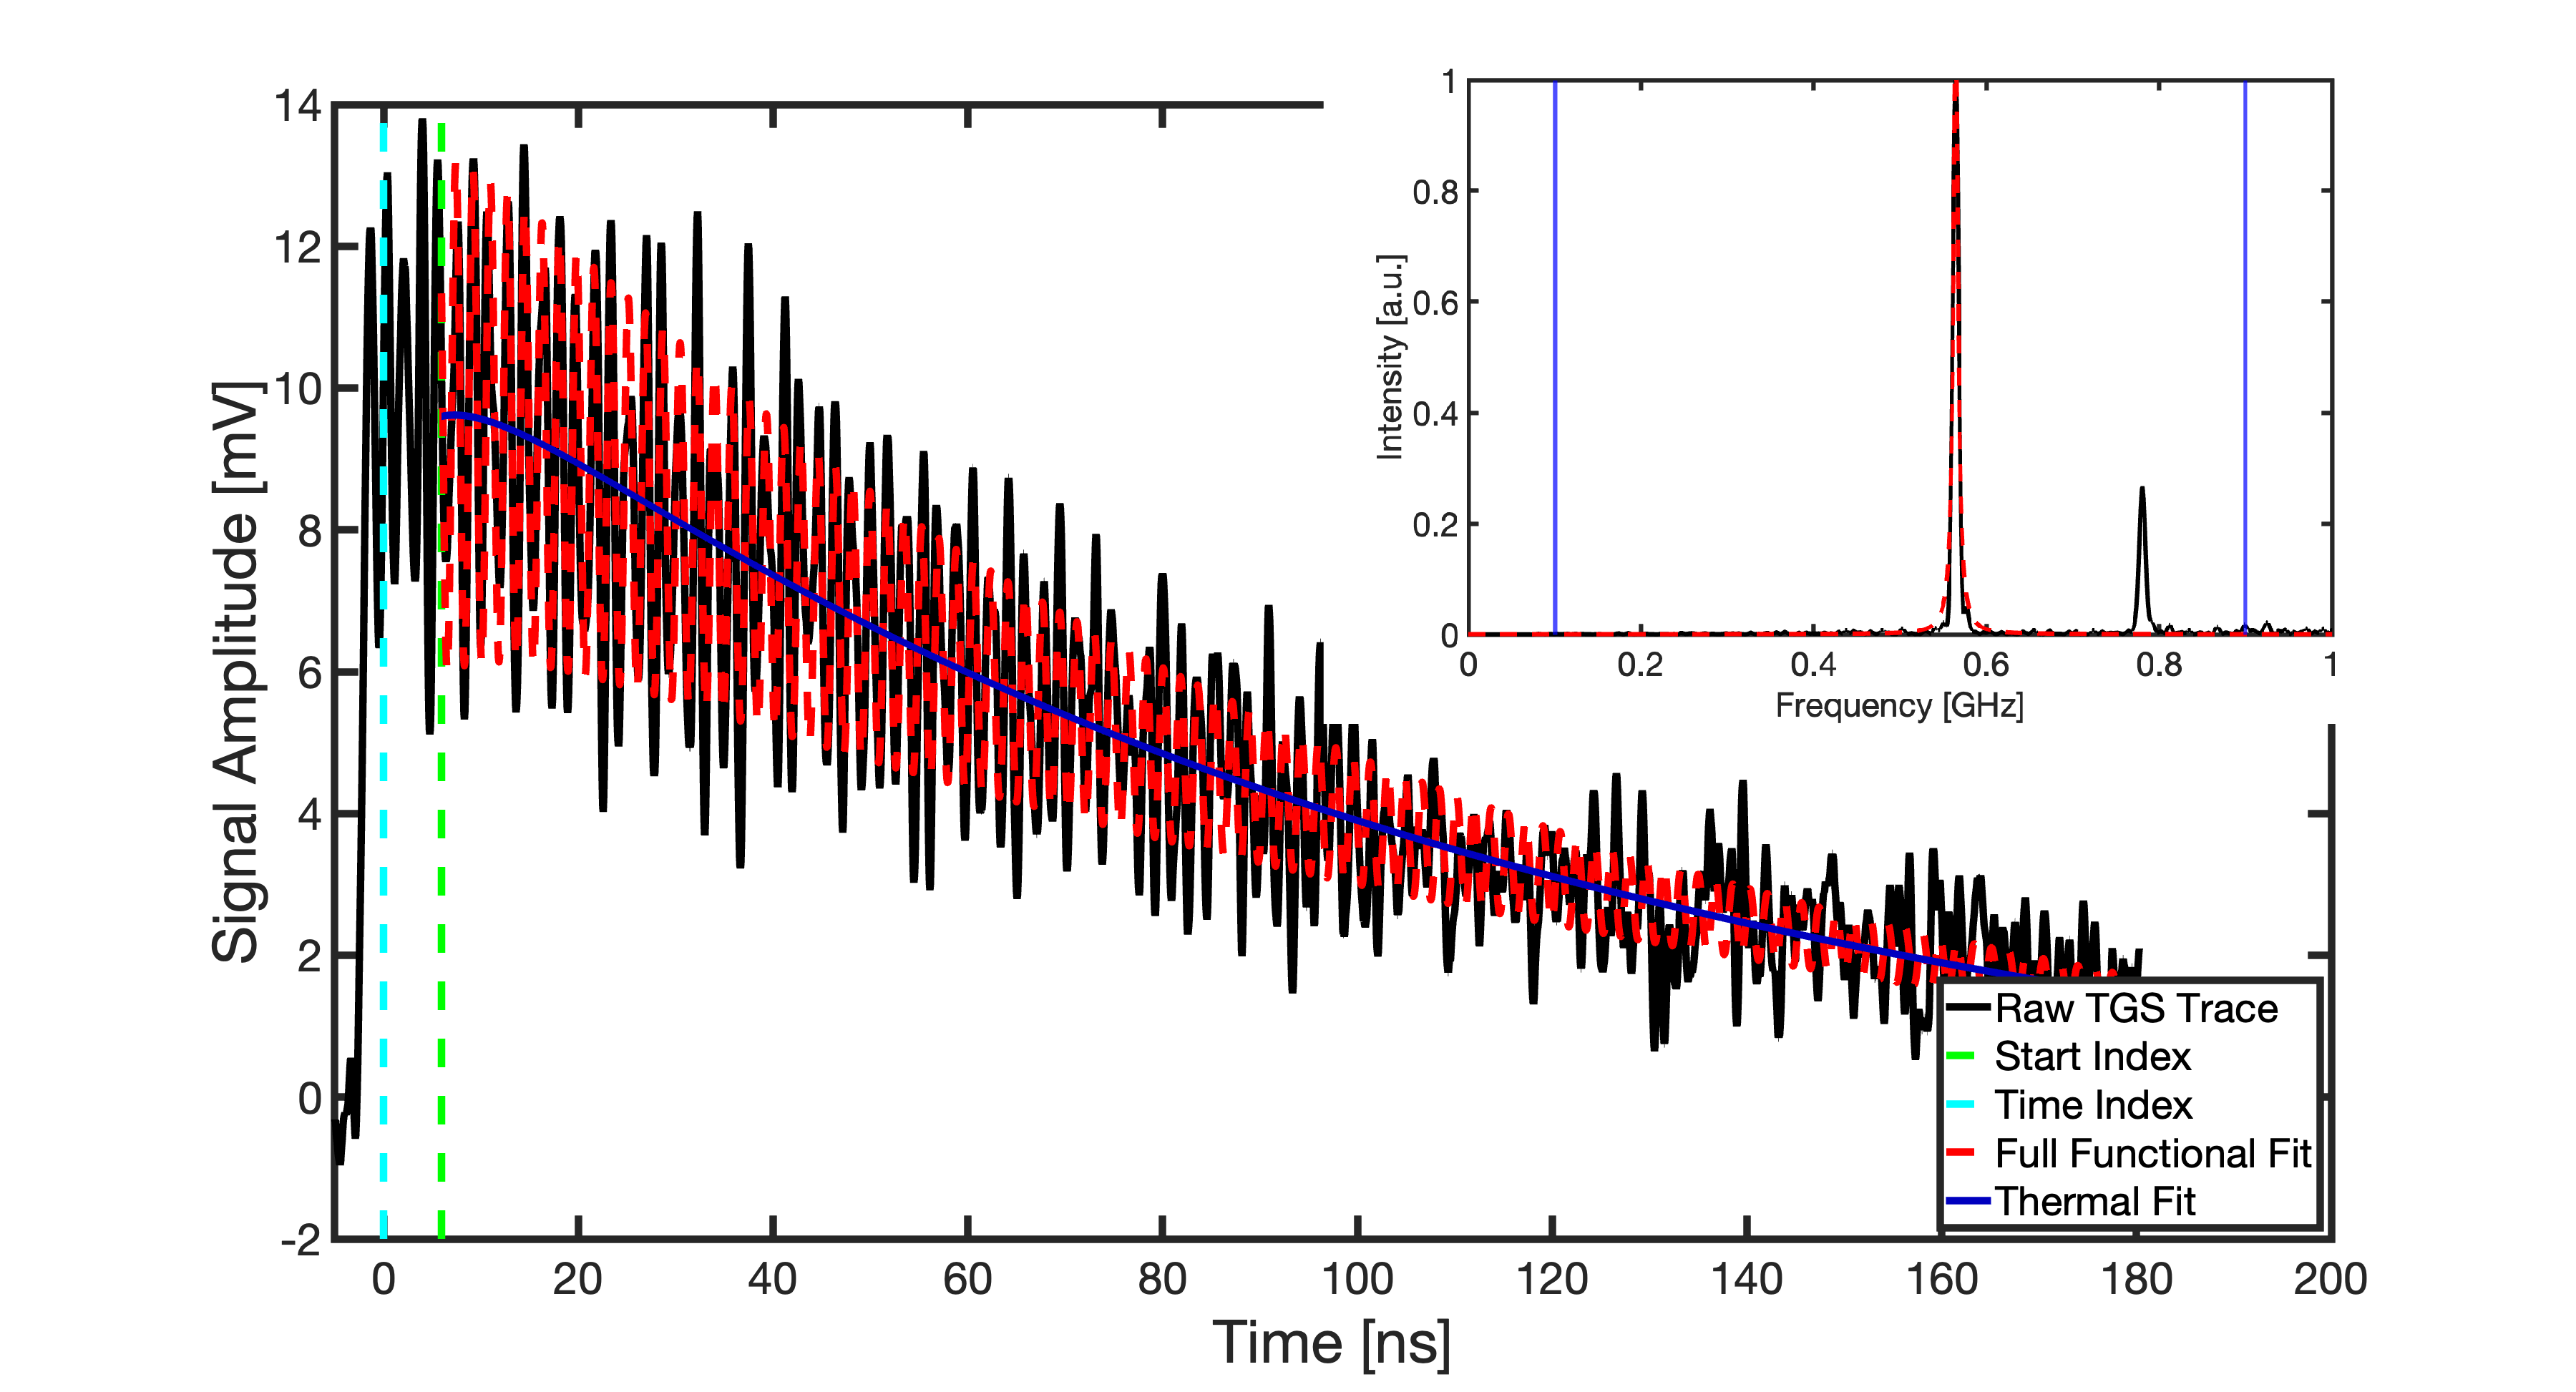 14
12
10
8
6
4
2
0
-2
Signal Amplitude [mV]
0 20 40 60 80 100 120 140 160 180 200
Time [ns]
1
0.8
0.6
0.4
0.2
0
Intensity [a.u.]
0 0.2 0.4 0.6 0.8 1
Frequency [GHz]
Raw TGS Trace
Start Index
Time Index
Full Functional Fit
Thermal Fit